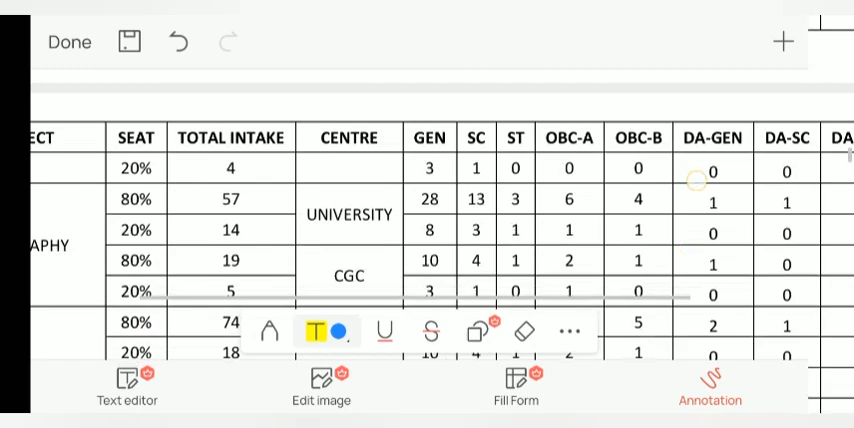 Done
ECT SEAT TOTAL INTAKE CENTRE GEN SC ST OBC-A OBC-B DA-GEN DA-SC DA
20% 4 3 1 0 0 0 0 0
80% 57 28 13 3 6 4 1 1
UNIVERSITY
20% 14 8 3 1 1 1 0 0
APHY
80% 19 10 4 1 2 1 1 0
CGC
20% 5 3 1 0 1 0 0 0
80% 74 T U S 5 2 1
20% 18 1 0 0
Text editor Edit image Fill Form Annotation